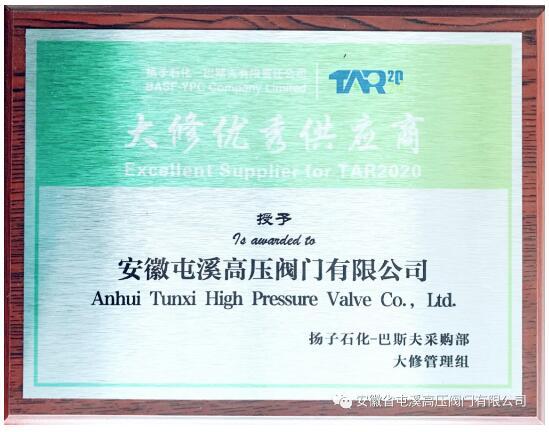 扬子石化-巴斯夫有限责任公司
BASF-YPC Company Limited
TAR20
大修优秀供应商
Excellent Supplier for TAR2020
授予
Is awarded to
安徽屯溪高压阀门有限公司
Anhui Tunxi High Pressure Valve Co., Ltd.
扬子石化-巴斯夫采购部
大修管理组
安徽省屯溪高压阀门有限公司